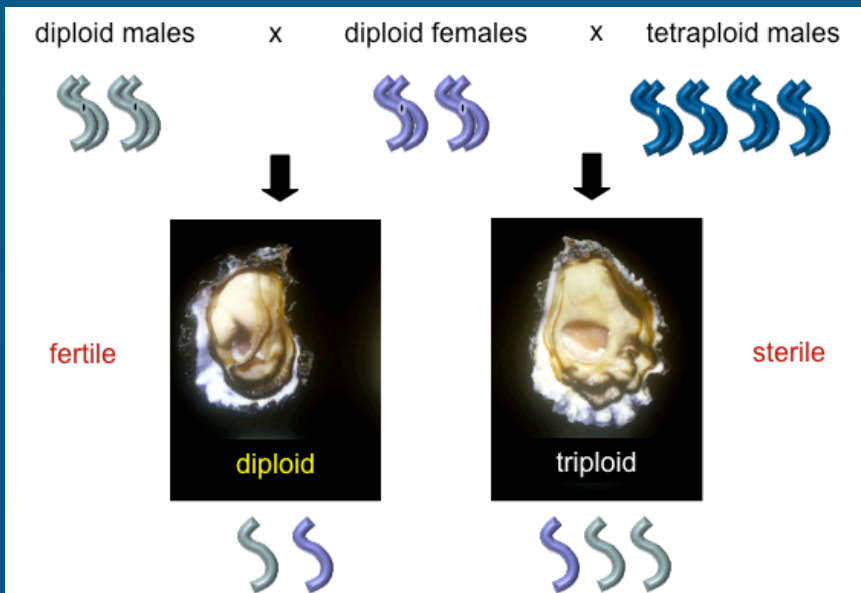 diploid males x diploid females x tetraploid males
fertile
sterile
diploid
triploid